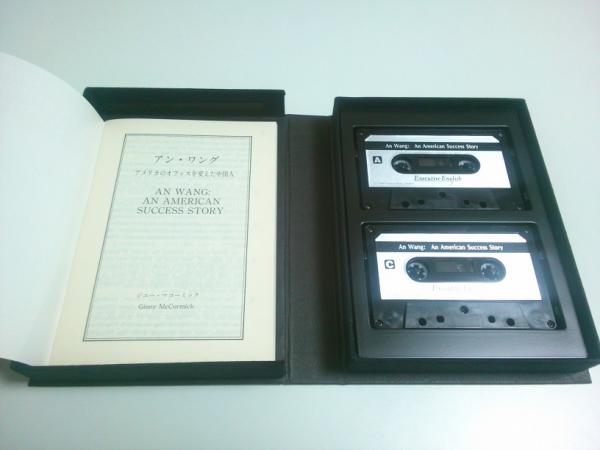 アン・ワング
アメリカのオフィスを変えた中国人
AN WANG:
AN AMERICAN
SUCCESS STORY
ジニー・マコーミック
Ginny McCormick
An Wang: An American Success Story
A
Executive English
An Wang: An American Success Story
C